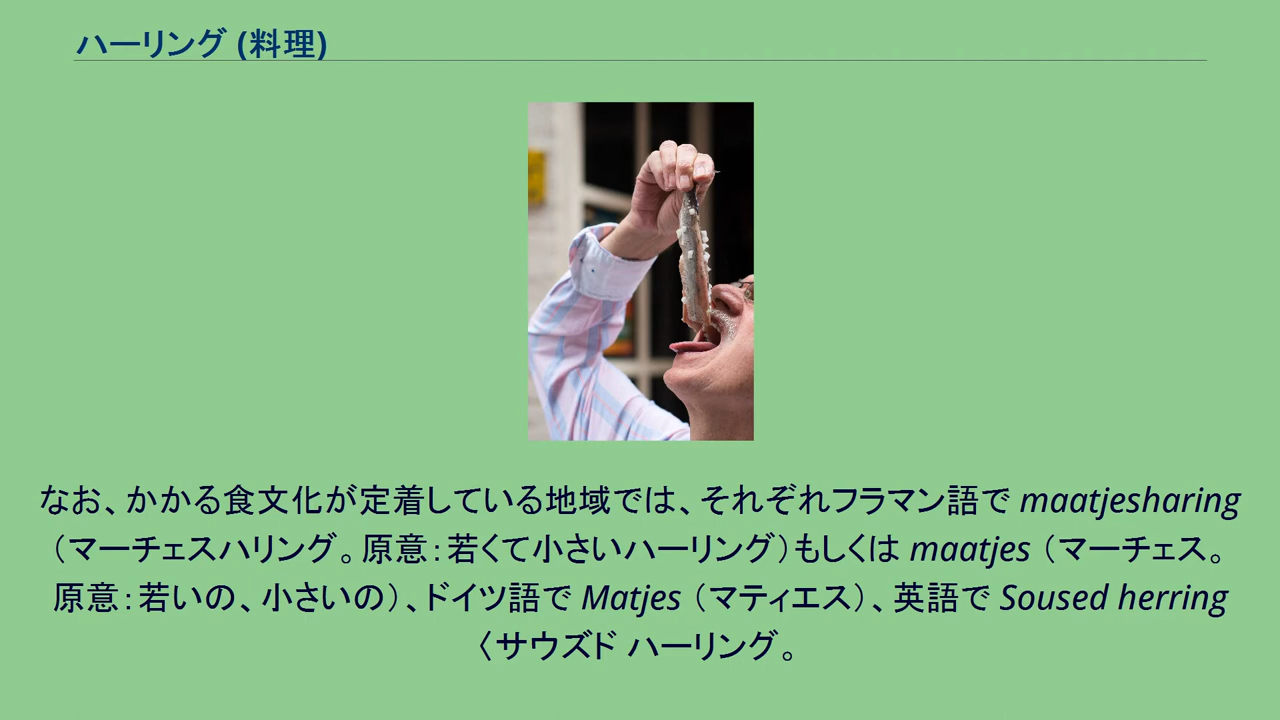 ハーリング (料理)
なお、かかる食文化が定着している地域では、それぞれフラマン語で maatjesharing
（マーチェスハリング。原意：若くて小さいハーリング）もしくは maatjes （マーチェス。
原意：若いの、小さいの）、ドイツ語で Matjes （マティエス）、英語で Soused herring
〈サウズド ハーリング。